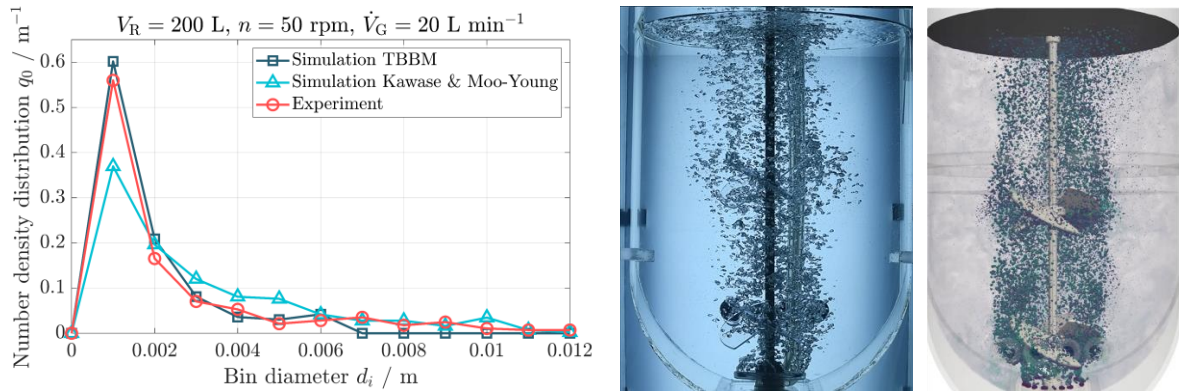 V_R = 200 L, n = 50 rpm, V̇_G = 20 L min⁻¹
Number density distribution q₀ / m⁻¹
0.6
0.5
0.4
0.3
0.2
0.1
0
Simulation TBBM
Simulation Kawase & Moo-Young
Experiment
0 0.002 0.004 0.006 0.008 0.01 0.012
Bin diameter dᵢ / m